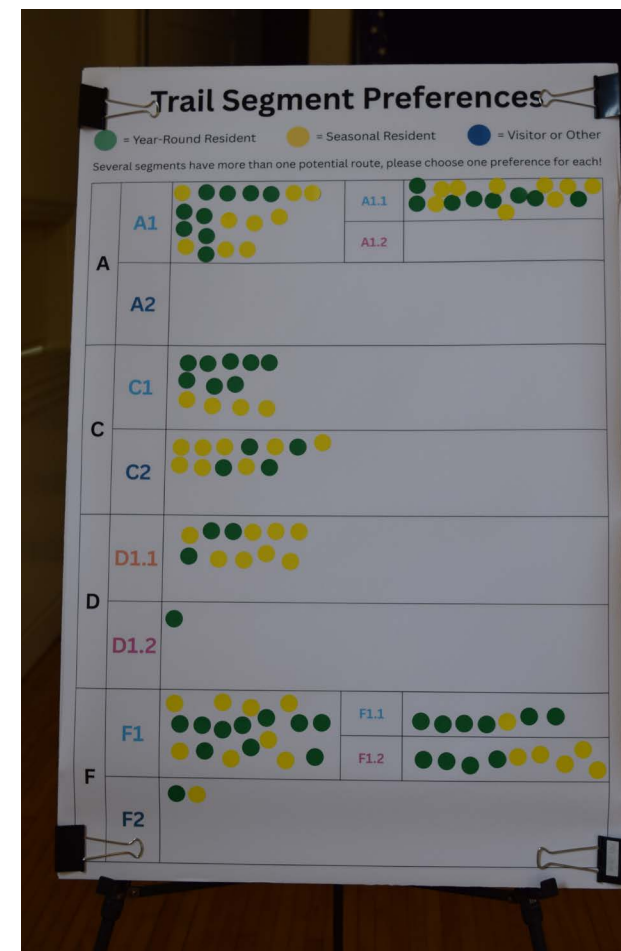 Trail Segment Preferences
= Year-Round Resident = Seasonal Resident = Visitor or Other
Several segments have more than one potential route, please choose one preference for each!
A
A1
A1.1
A1.2
A2
C
C1
C2
D
D1.1
D1.2
F
F1
F1.1
F1.2
F2